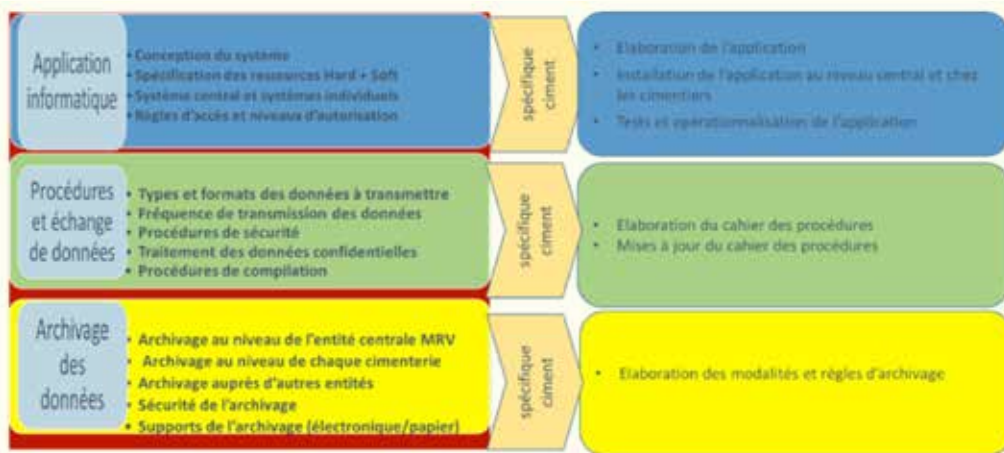 Application
informatique
• Conception du système
• Spécification des ressources Hard + Soft
• Système central et systèmes individuels
• Règles d'accès et niveaux d'autorisation
spécifique
ciment
• Elaboration de l'application
• Installation de l'application au niveau central et chez
les cimentiers
• Tests et opérationnalisation de l'application
Procédures
et échange
de données
• Types et formats des données à transmettre
• Fréquence de transmission des données
• Procédures de sécurité
• Traitement des données confidentielles
• Procédures de compilation
spécifique
ciment
• Elaboration du cahier des procédures
• Mises à jour du cahier des procédures
Archivage
des
données
• Archivage au niveau de l'entité centrale MRV
• Archivage au niveau de chaque cimenterie
• Archivage auprès d'autres entités
• Sécurité de l'archivage
• Supports de l'archivage (électronique/papier)
spécifique
ciment
• Elaboration des modalités et règles d'archivage